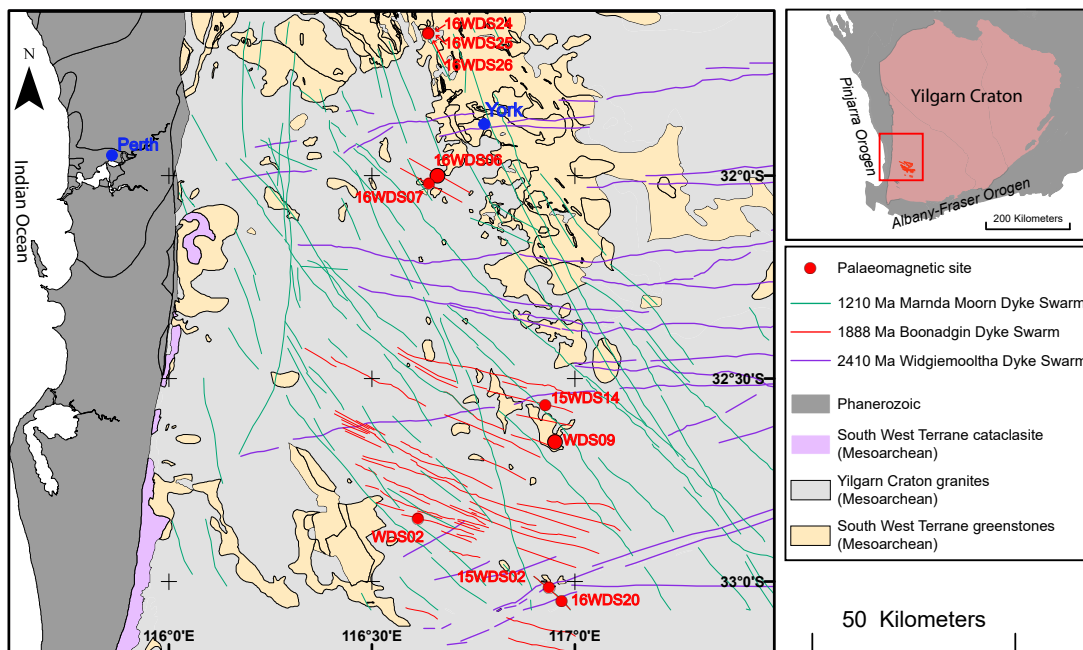 16WDS24
16WDS25
16WDS26
N
York
Perth
16WDS06
16WDS07
32°0'S
Indian Ocean
32°30'S
15WDS14
WDS09
WDS02
15WDS02
33°0'S
16WDS20
116°0'E
116°30'E
117°0'E
Pinjarra Orogen
Yilgarn Craton
Albany-Fraser Orogen
200 Kilometers
Palaeomagnetic site
1210 Ma Marnda Moorn Dyke Swarm
1888 Ma Boonadgin Dyke Swarm
2410 Ma Widgiemooltha Dyke Swarm
Phanerozoic
South West Terrane cataclasite
(Mesoarchean)
Yilgarn Craton granites
(Mesoarchean)
South West Terrane greenstones
(Mesoarchean)
50 Kilometers